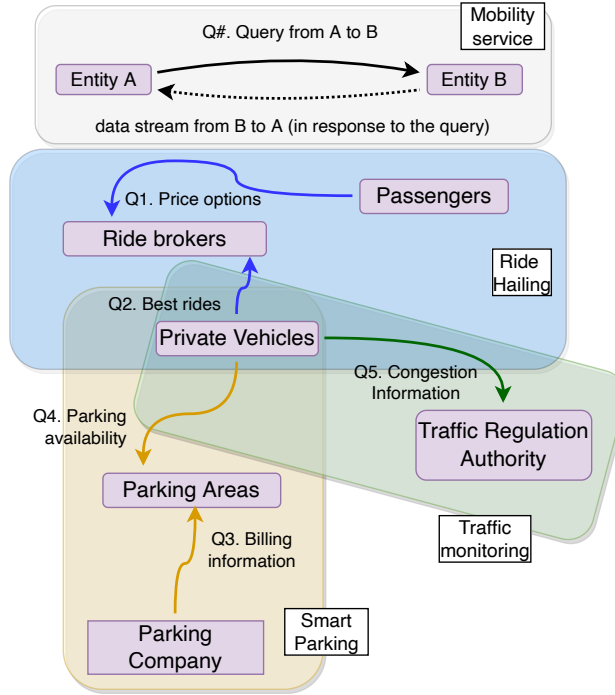 Mobility
service
Q#. Query from A to B
Entity A
Entity B
data stream from B to A (in response to the query)
Passengers
Q1. Price options
Ride brokers
Ride
Hailing
Q2. Best rides
Private Vehicles
Q5. Congestion
Information
Q4. Parking
availability
Traffic Regulation
Authority
Parking Areas
Traffic
monitoring
Q3. Billing
information
Smart
Parking
Parking
Company